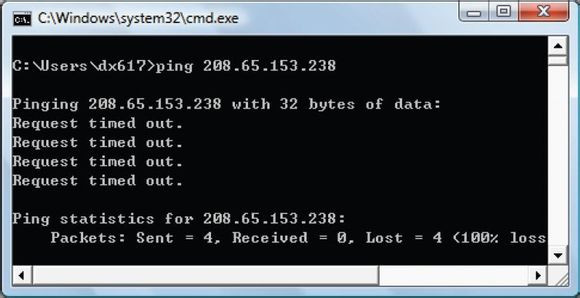 C:\Windows\system32\cmd.exe
C:\Users\dx617>ping 208.65.153.238
Pinging 208.65.153.238 with 32 bytes of data:
Request timed out.
Request timed out.
Request timed out.
Request timed out.
Ping statistics for 208.65.153.238:
Packets: Sent = 4, Received = 0, Lost = 4 (100% loss